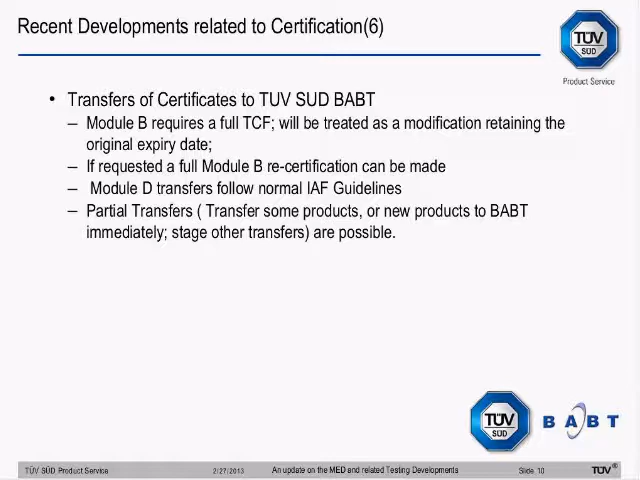 Recent Developments related to Certification(6)
TÜV
SÜD
Product Service
• Transfers of Certificates to TUV SUD BABT
– Module B requires a full TCF; will be treated as a modification retaining the
original expiry date;
– If requested a full Module B re-certification can be made
– Module D transfers follow normal IAF Guidelines
– Partial Transfers ( Transfer some products, or new products to BABT
immediately; stage other transfers) are possible.
TÜV
SÜD
BABT
TÜV SÜD Product Service 2/27/2013 An update on the MED end related Testing Developments Slide 10 TÜV®